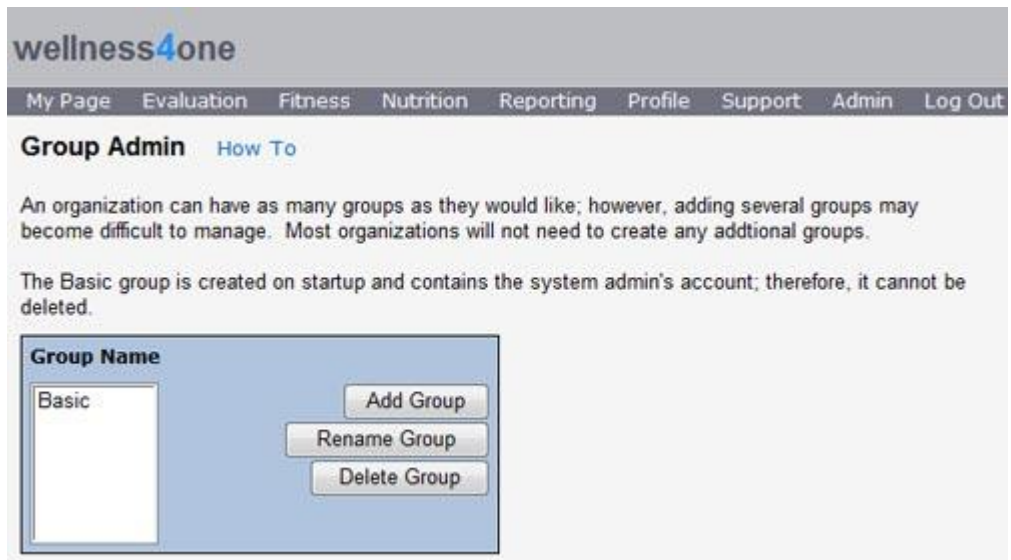 wellness4one
My Page Evaluation Fitness Nutrition Reporting Profile Support Admin Log Out
Group Admin How To
An organization can have as many groups as they would like; however, adding several groups may
become difficult to manage. Most organizations will not need to create any addtional groups.
The Basic group is created on startup and contains the system admin's account; therefore, it cannot be
deleted.
Group Name
Basic
Add Group
Rename Group
Delete Group